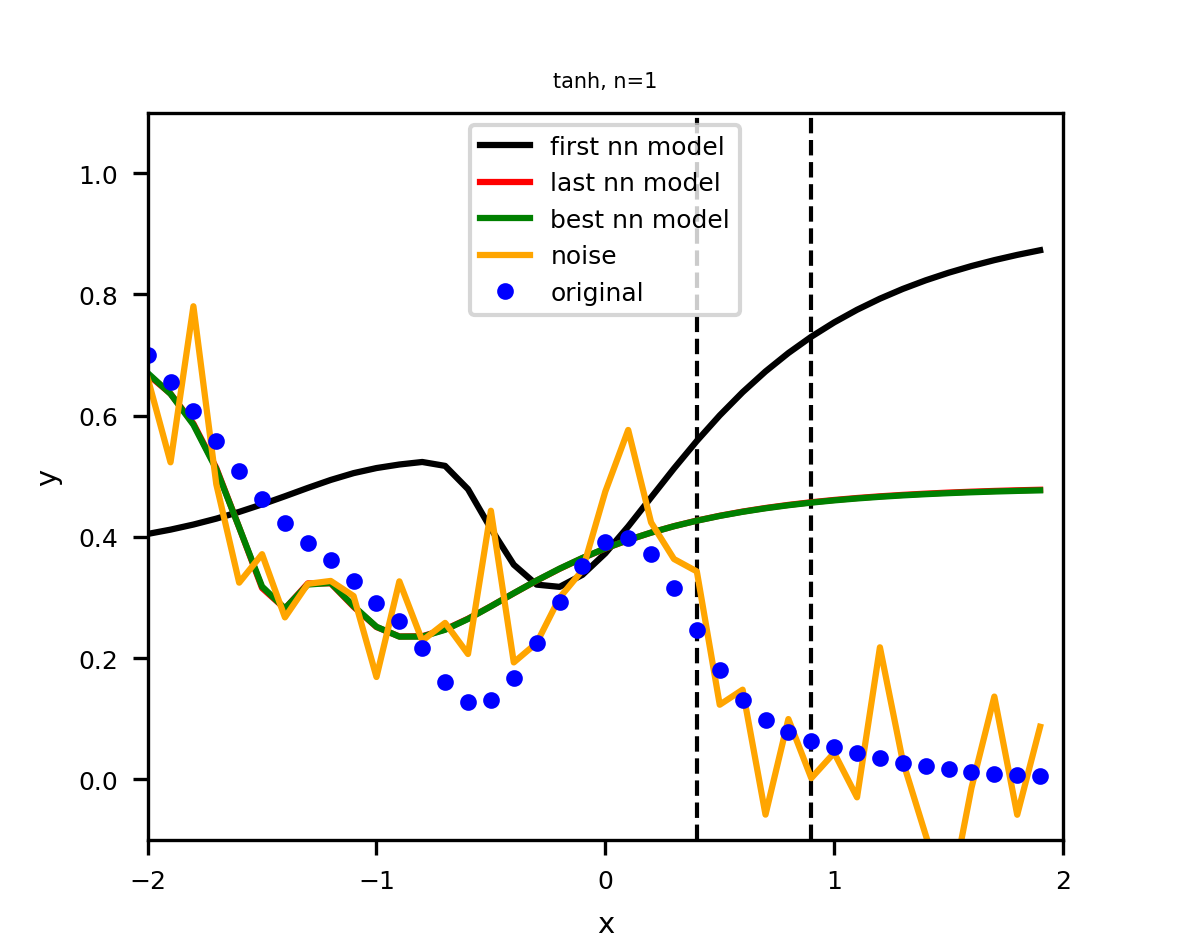 tanh, n=1
first nn model
last nn model
best nn model
noise
original
1.0
0.8
0.6
0.4
0.2
0.0
y
−2
−1
0
1
2
x